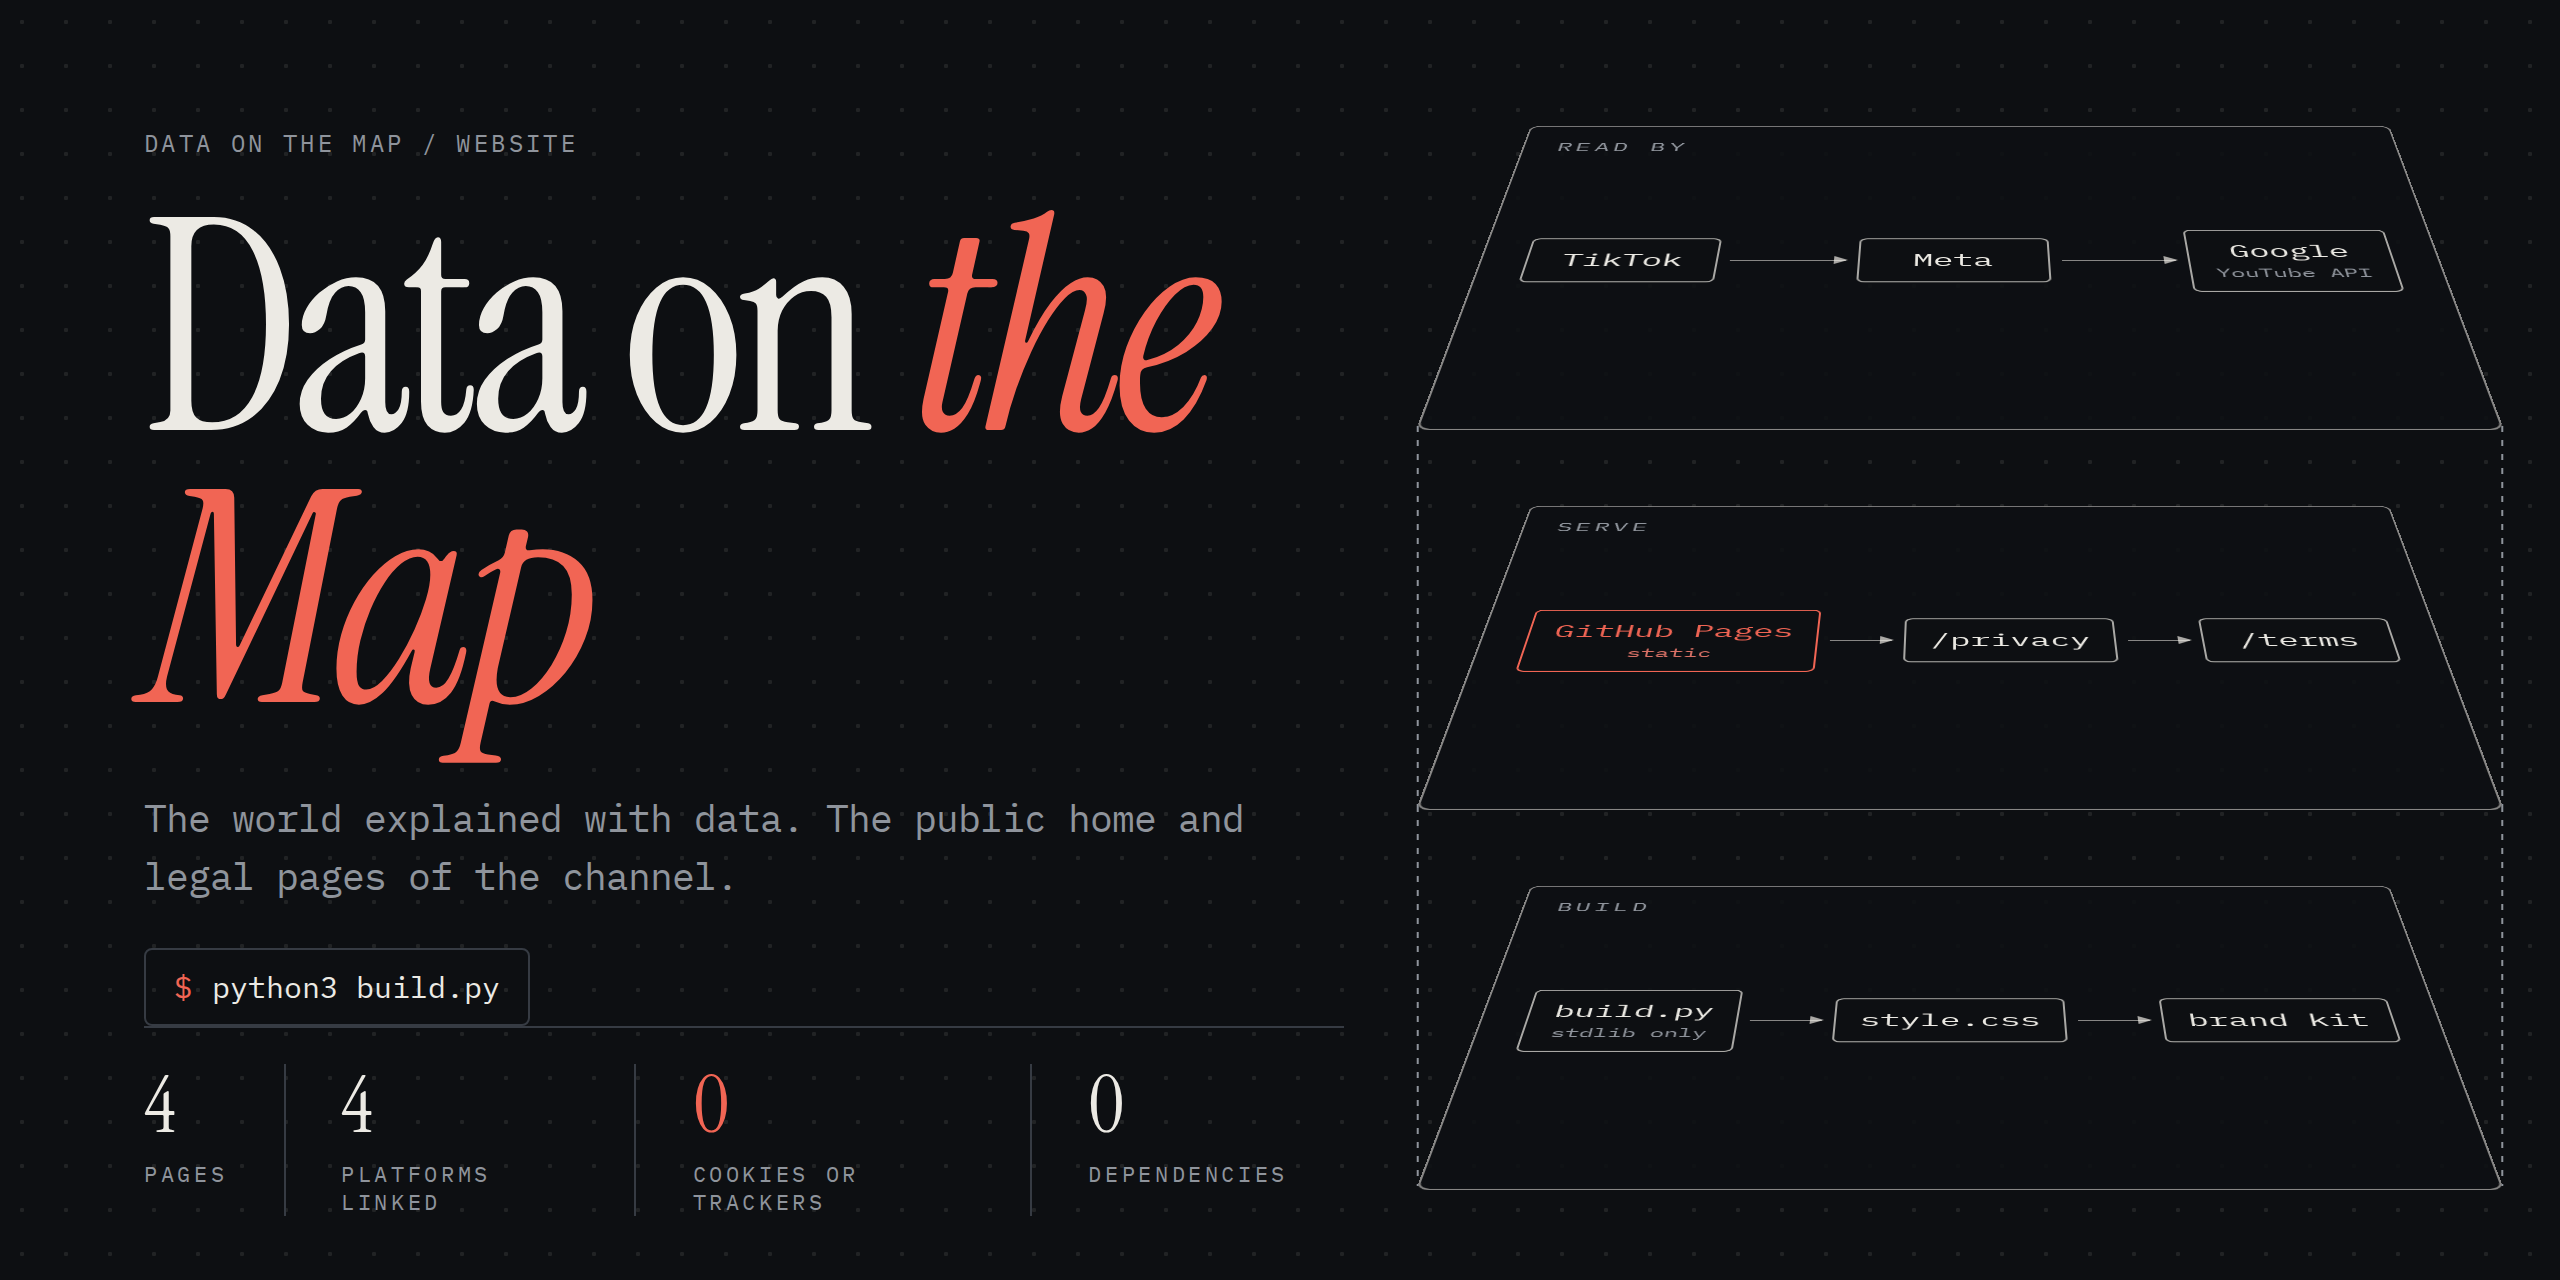 DATA ON THE MAP / WEBSITE
Data on the
Map
The world explained with data. The public home and
legal pages of the channel.
$ python3 build.py
4
PAGES
4
PLATFORMS
LINKED
0
COOKIES OR
TRACKERS
0
DEPENDENCIES
READ BY
TikTok
Meta
Google
YouTube API
SERVE
GitHub Pages
static
/privacy
/terms
BUILD
build.py
stdlib only
style.css
brand kit